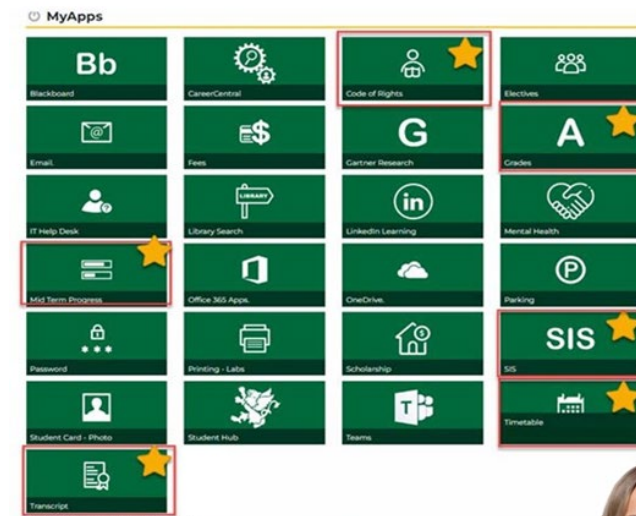 MyApps
Bb
Blackboard
CareerCentral
Code of Rights
Electives
@
Email.
$
Fees
G
Gartner Research
A
Grades
?
IT Help Desk
LIBRARY
Library Search
in
LinkedIn Learning
Mental Health
Mid Term Progress
Office 365 Apps.
OneDrive.
P
Parking
***
Password
Printing - Labs
$
Scholarship
SIS
SIS
Student Card - Photo
Student Hub
T
Teams
Timetable
Transcript